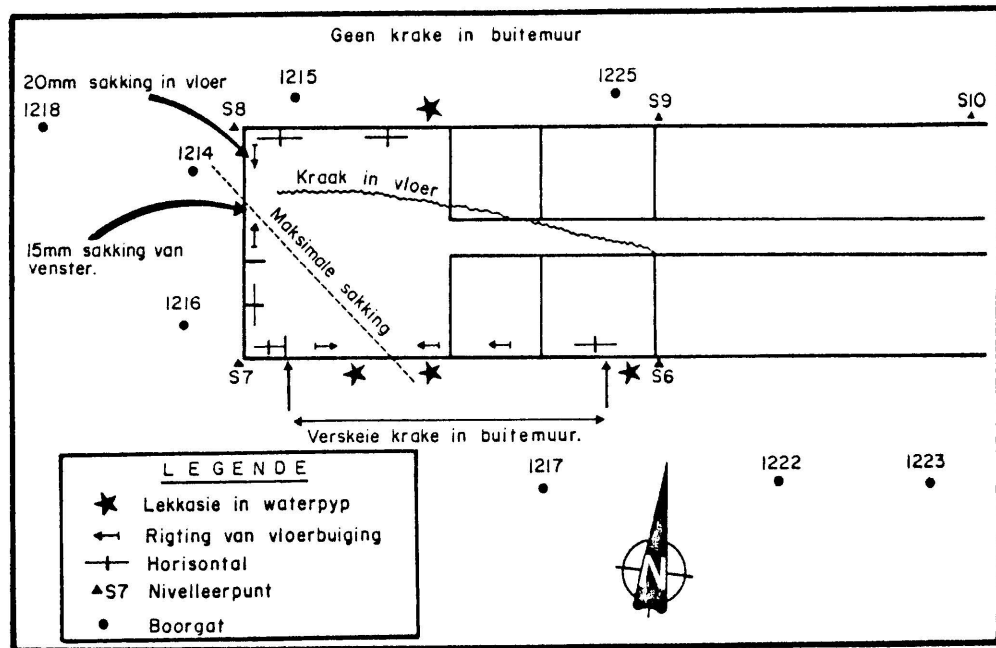 Geen krake in buitemuur
20mm sakking in vloer
1215
1225
1218
S8
S9
S10
1214
Kraak in vloer
Maksimale sakking
15mm sakking van
venster.
1216
S7
S6
Verskeie krake in buitemuur.
1217
1222
1223
LEGENDE
Lekkasie in waterpyp
Rigting van vloerbuiging
Horisontal
S7 Nivelleerpunt
Boorgat
N